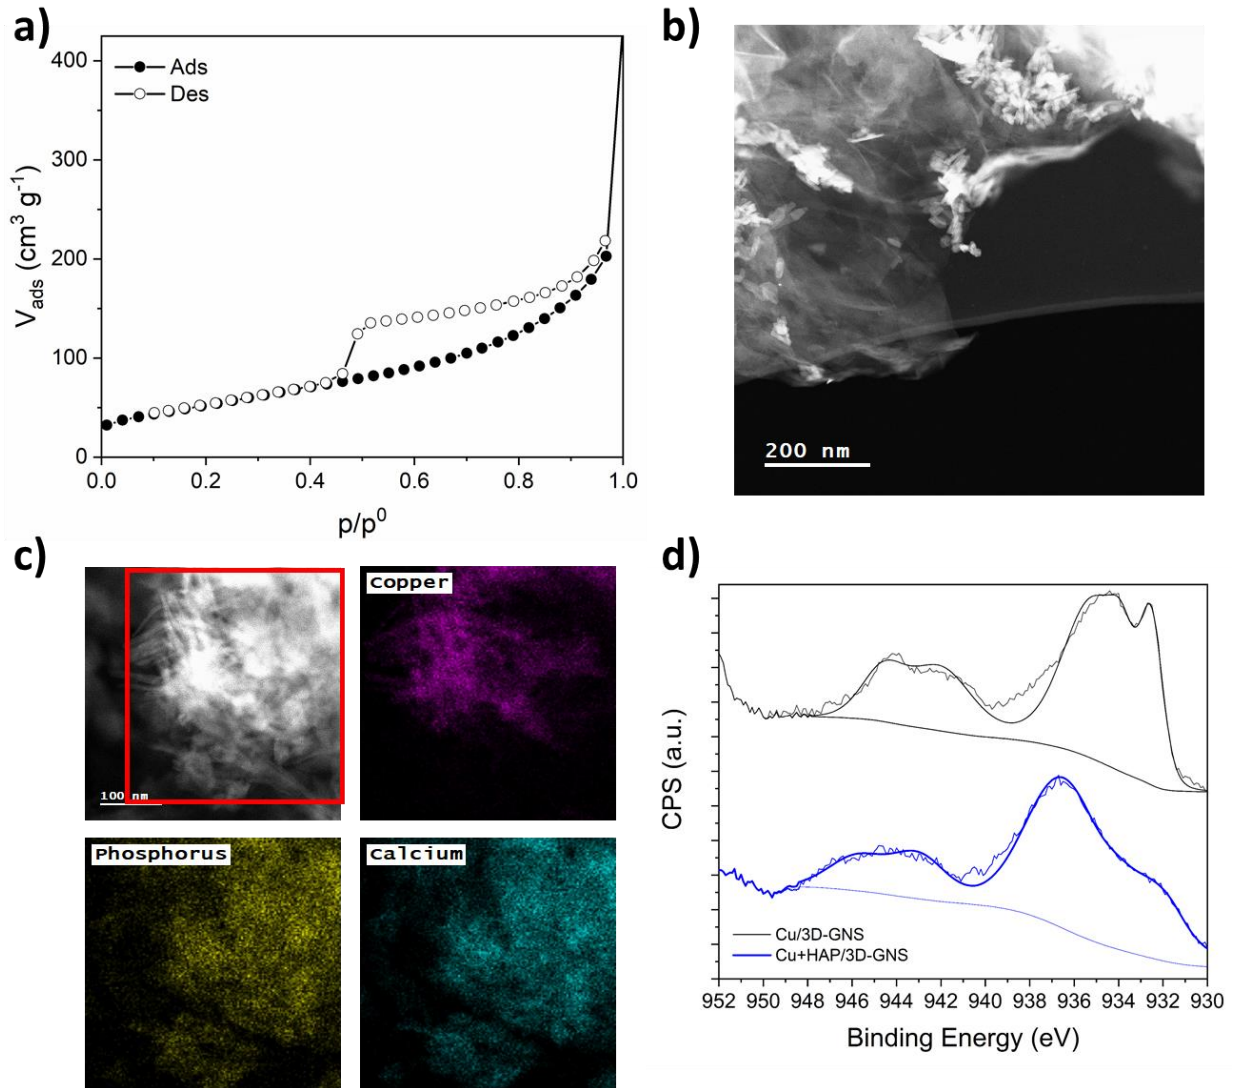 a)
Ads
Des
400
300
200
100
0
V_ads (cm³ g⁻¹)
0.0 0.2 0.4 0.6 0.8 1.0
p/p⁰
b)
200 nm
c)
100 nm
Copper
Phosphorus
Calcium
d)
CPS (a.u.)
Cu/3D-GNS
Cu+HAP/3D-GNS
952 950 948 946 944 942 940 938 936 934 932 930
Binding Energy (eV)